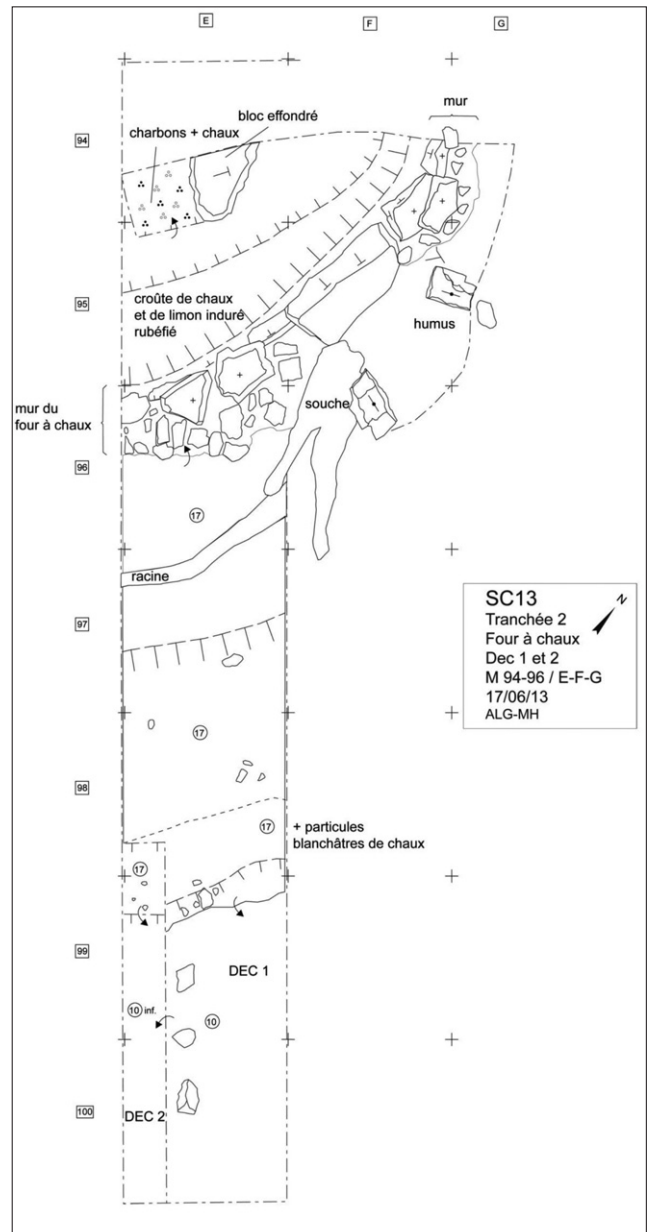 E
F
G
mur
94
bloc effondré
charbons + chaux
95
croûte de chaux
et de limon induré
rubéfié
humus
mur du
four à chaux
souche
96
17
racine
97
SC13
Tranchée 2
Four à chaux
Dec 1 et 2
M 94-96 / E-F-G
17/06/13
ALG-MH
N
17
98
17
+ particules
blanchâtres de chaux
17
99
DEC 1
10 inf.
10
100
DEC 2